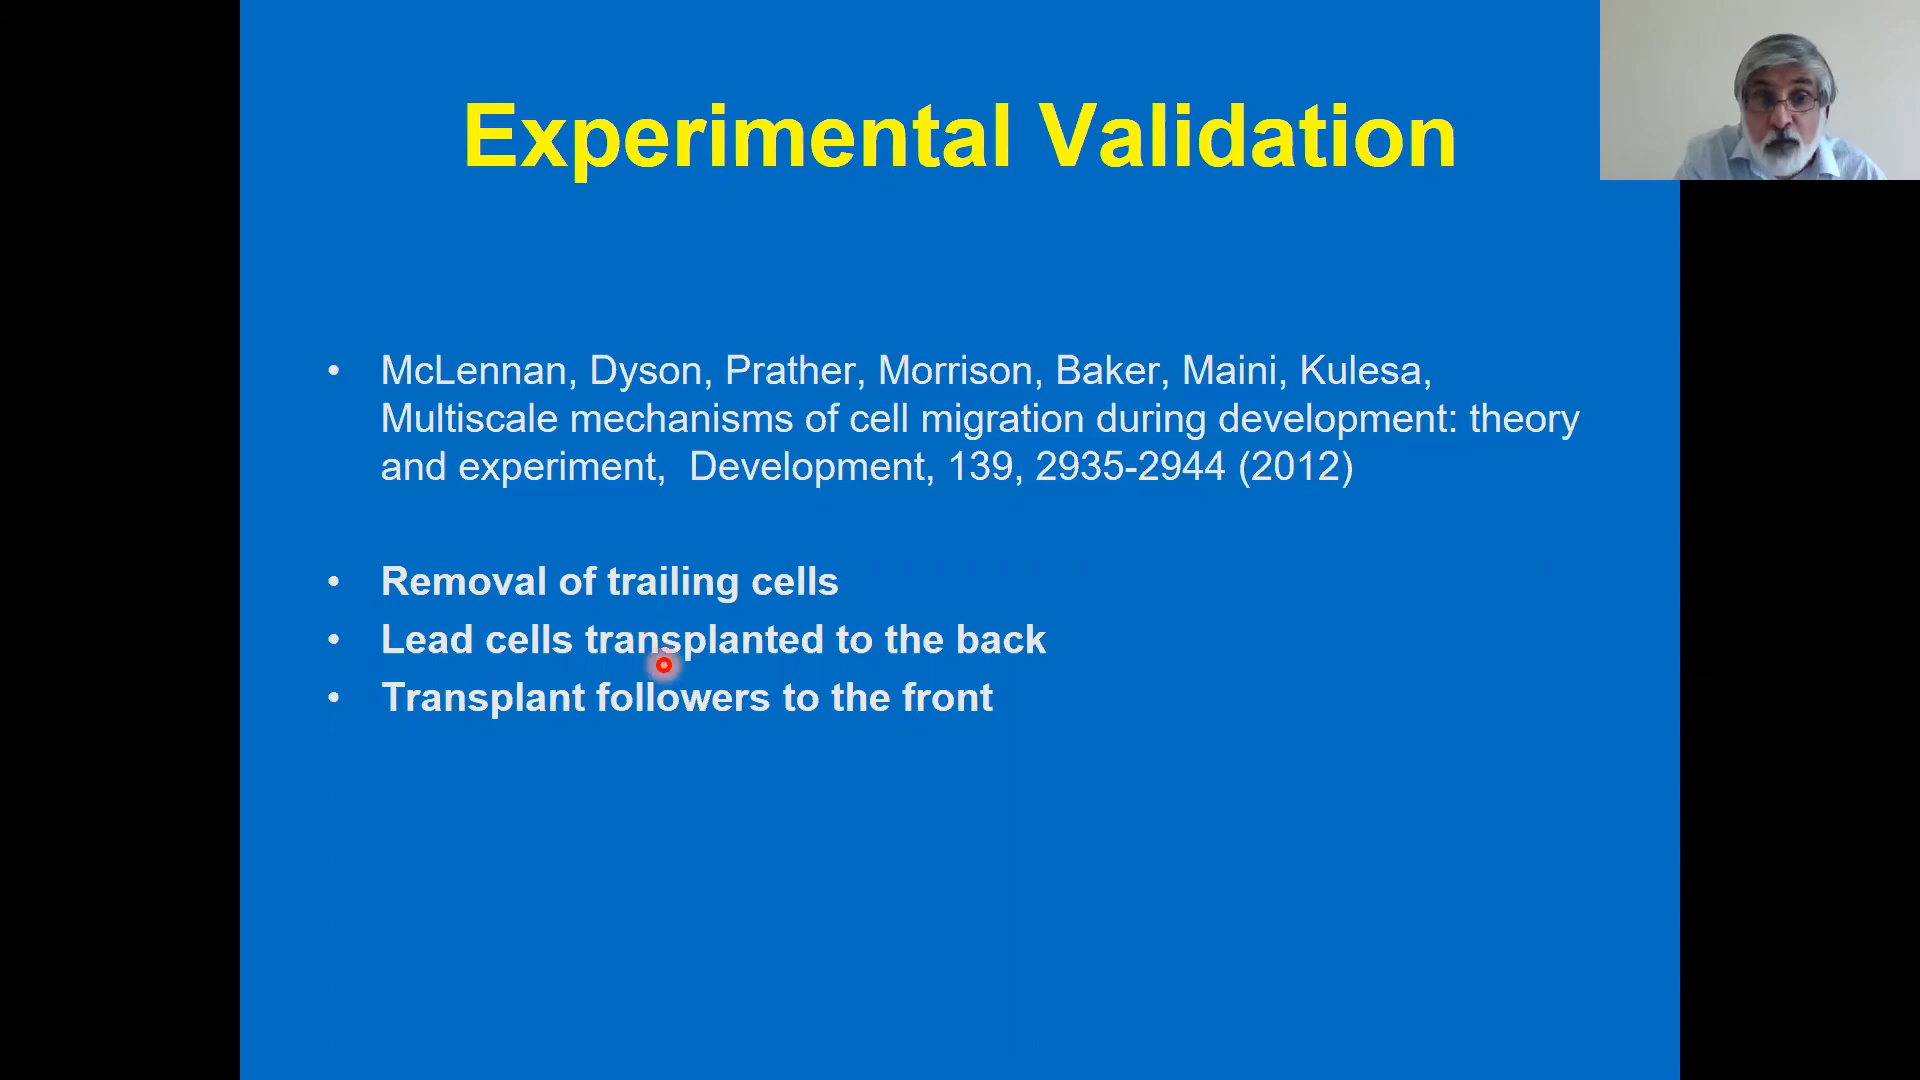 Experimental Validation
• McLennan, Dyson, Prather, Morrison, Baker, Maini, Kulesa,
Multiscale mechanisms of cell migration during development: theory
and experiment, Development, 139, 2935-2944 (2012)
• Removal of trailing cells
• Lead cells transplanted to the back
• Transplant followers to the front